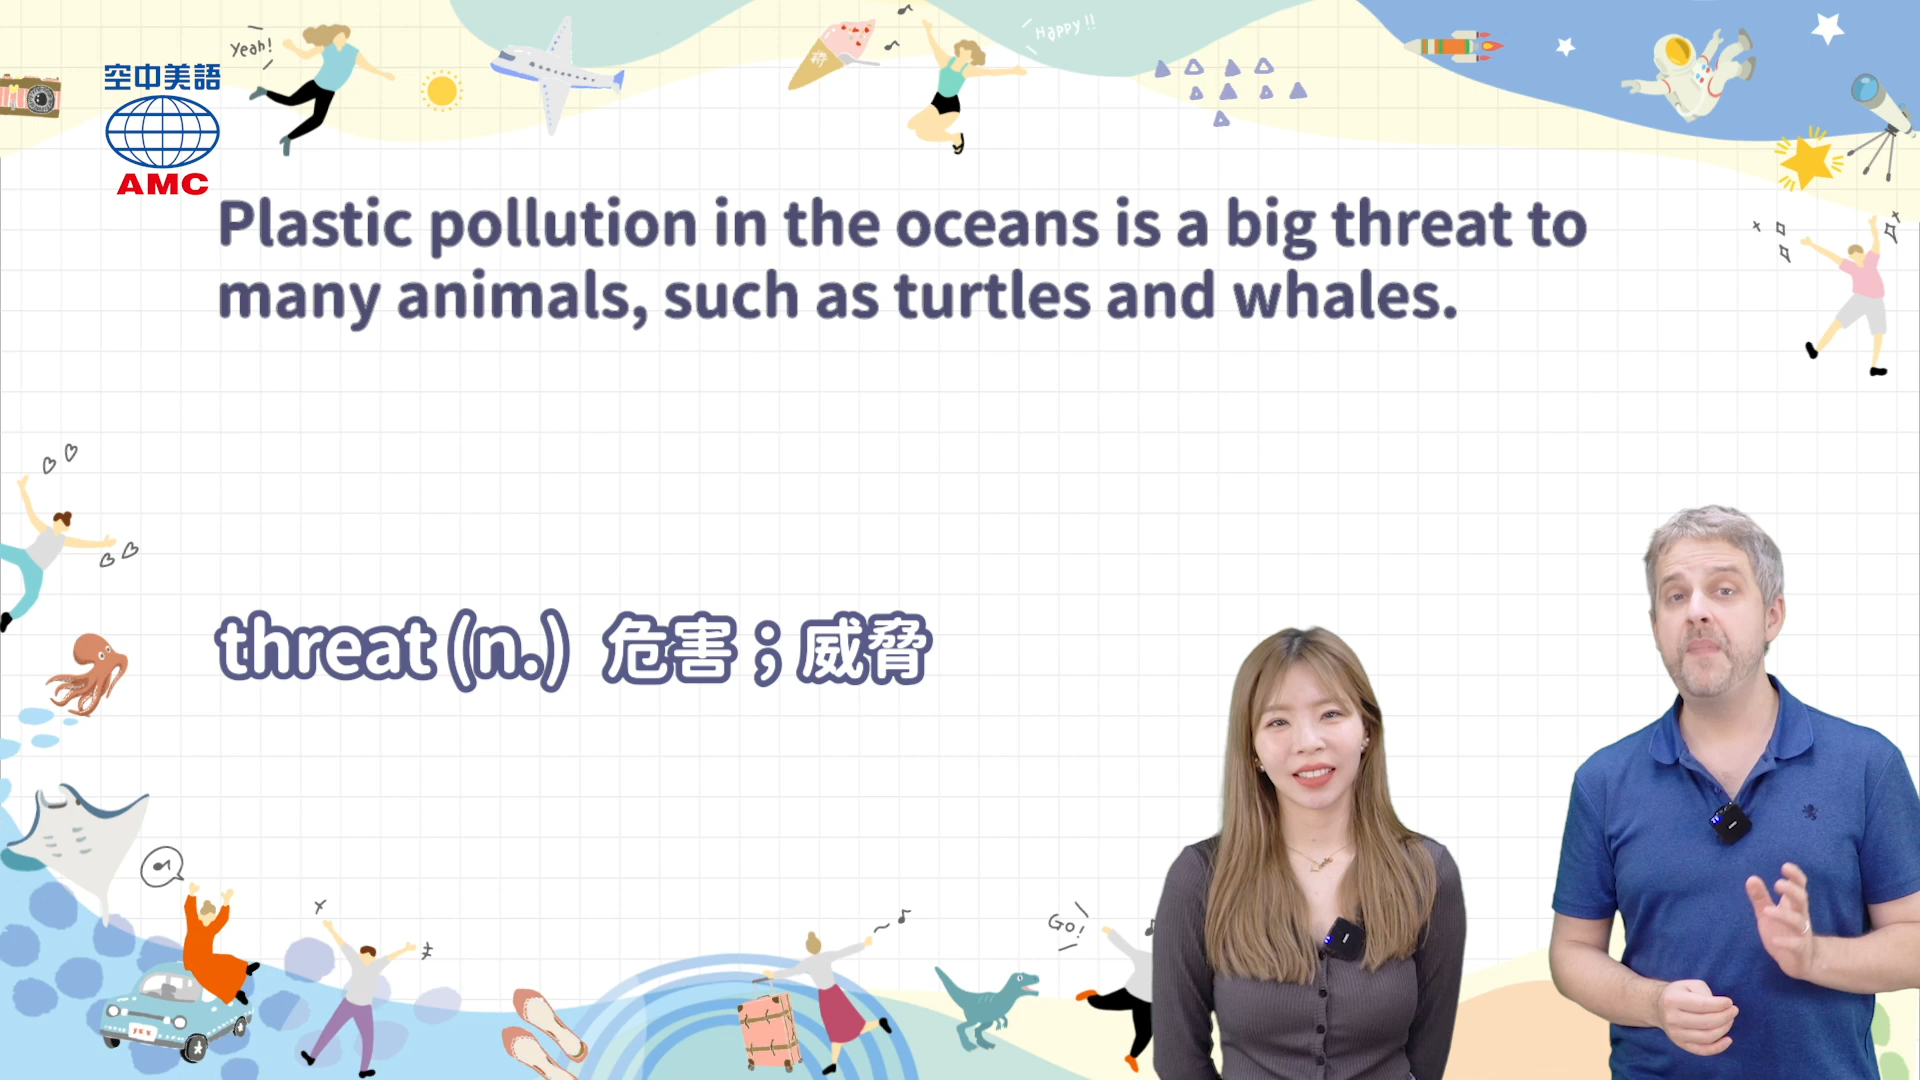 Yeah!
Happy!!
空中美語
AMC
Plastic pollution in the oceans is a big threat to
many animals, such as turtles and whales.
threat (n.) 危害；威脅
Go!